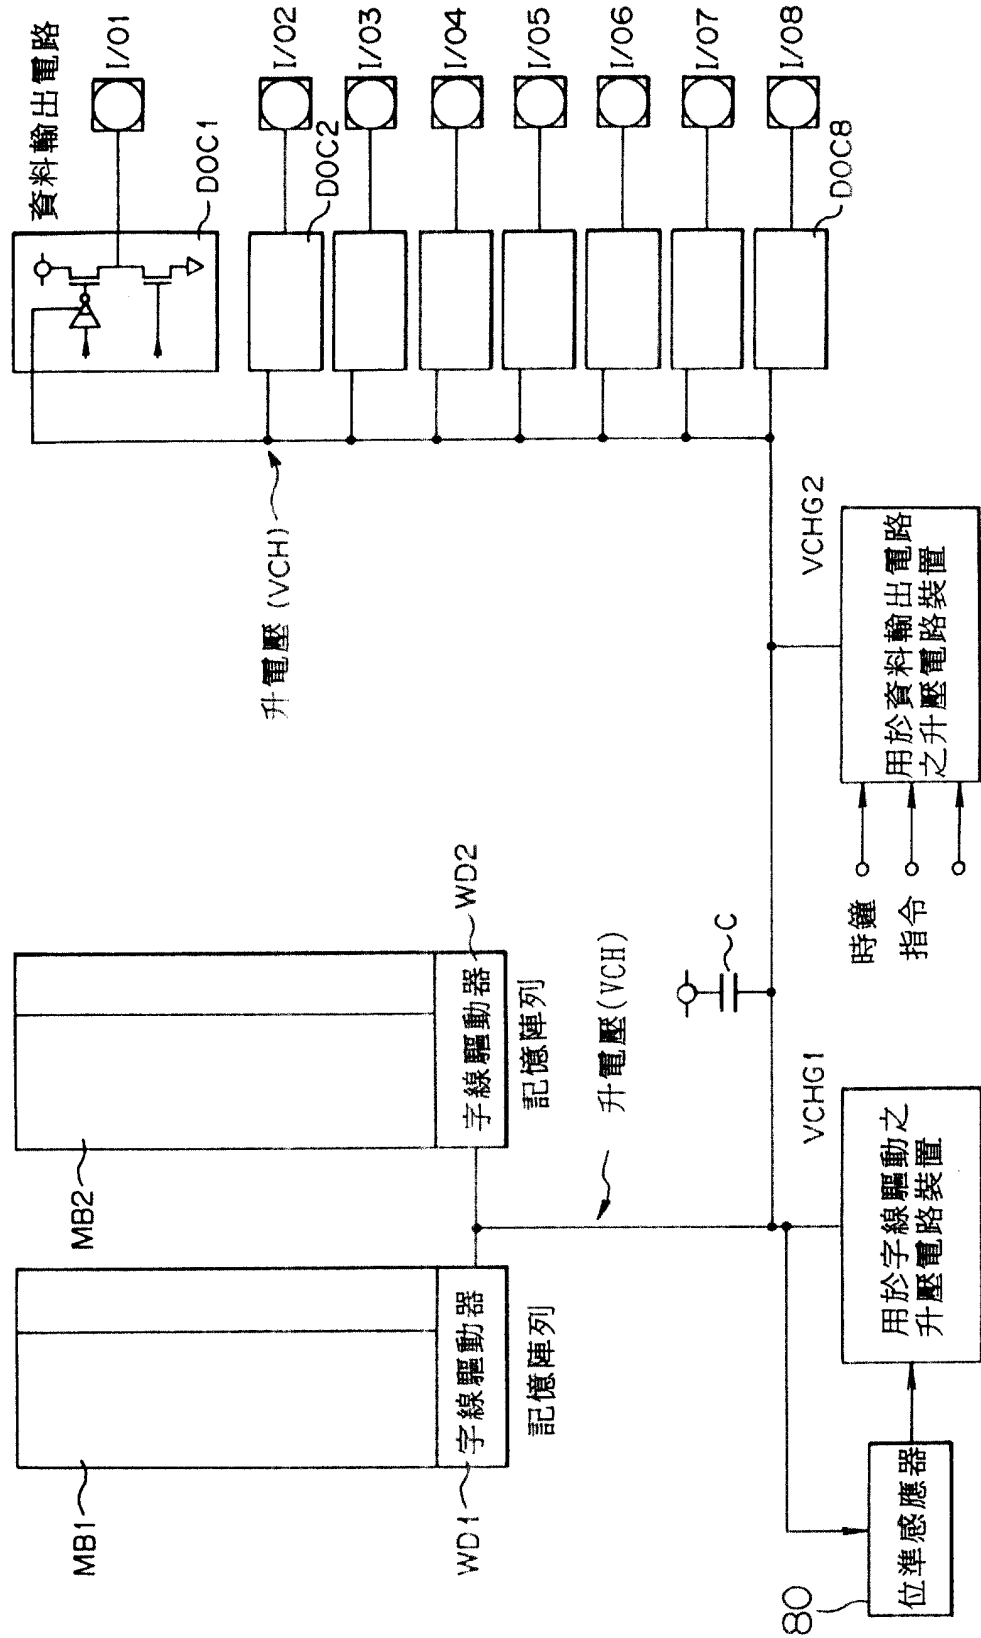 MB1
WD1
字線驅動器
記憶陣列
MB2
WD2
字線驅動器
記憶陣列
升電壓(VCH)
C
80
位準感應器
VCHG1
用於字線驅動之
升壓電路裝置
時鐘
指令
VCHG2
用於資料輸出電路
之升壓電路裝置
升電壓(VCH)
資料輸出電路
DOC1
DOC2
DOC8
I/O1
I/O2
I/O3
I/O4
I/O5
I/O6
I/O7
I/O8